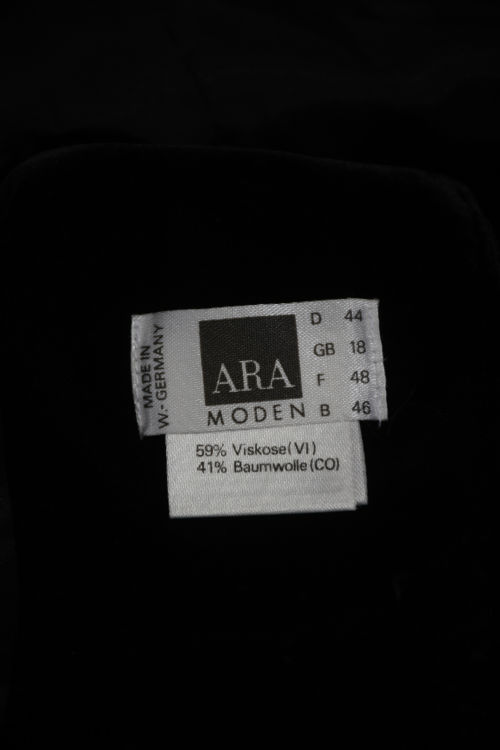 MADE IN
W.-GERMANY
ARA
MODEN
D 44
GB 18
F 48
B 46
59% Viskose(VI)
41% Baumwolle(CO)